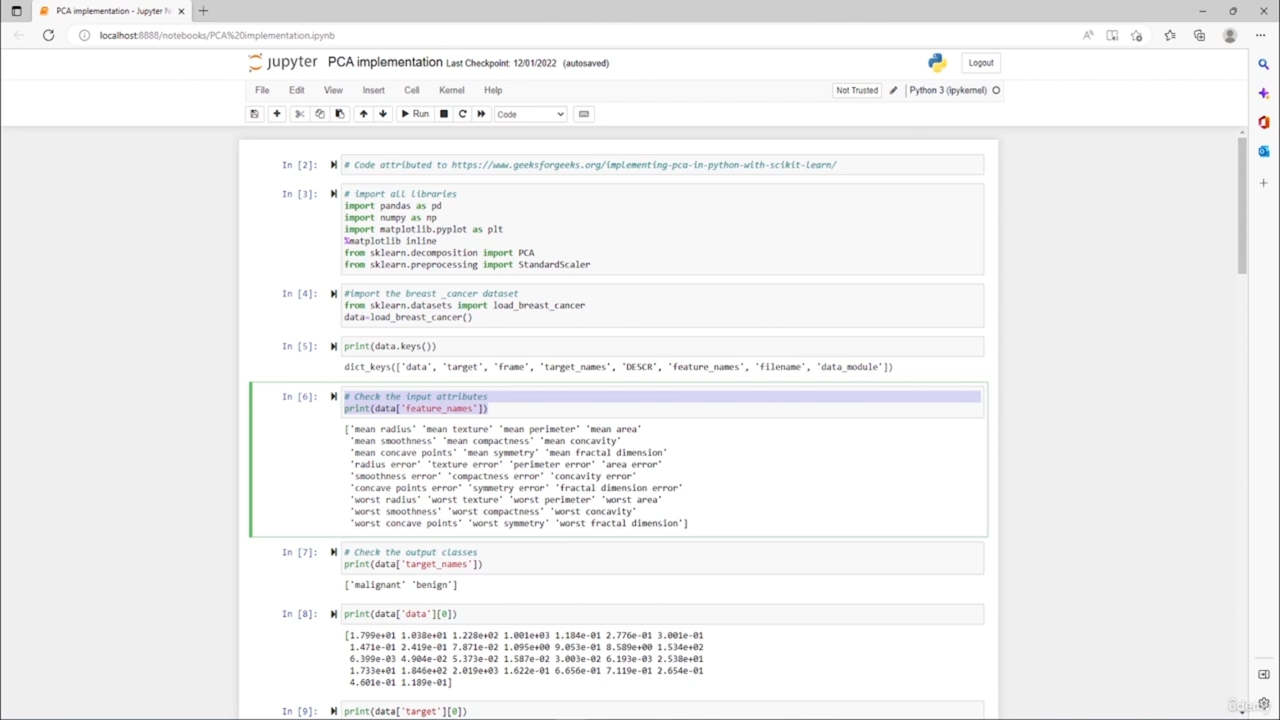 PCA implementation - Jupyter N
localhost:8888/notebooks/PCA%20implementation.ipynb
jupyter PCA implementation Last Checkpoint: 12/01/2022 (autosaved)
Logout
File Edit View Insert Cell Kernel Help
Not Trusted Python 3 (ipykernel)
Run Code
In [2]: # Code attributed to https://www.geeksforgeeks.org/implementing-pca-in-python-with-scikit-learn/
In [3]: # import all libraries
import pandas as pd
import numpy as np
import matplotlib.pyplot as plt
%matplotlib inline
from sklearn.decomposition import PCA
from sklearn.preprocessing import StandardScaler
In [4]: #import the breast _cancer dataset
from sklearn.datasets import load_breast_cancer
data=load_breast_cancer()
In [5]: print(data.keys())
dict_keys(['data', 'target', 'frame', 'target_names', 'DESCR', 'feature_names', 'filename', 'data_module'])
In [6]: # Check the input attributes
print(data['feature_names'])
['mean radius' 'mean texture' 'mean perimeter' 'mean area'
'mean smoothness' 'mean compactness' 'mean concavity'
'mean concave points' 'mean symmetry' 'mean fractal dimension'
'radius error' 'texture error' 'perimeter error' 'area error'
'smoothness error' 'compactness error' 'concavity error'
'concave points error' 'symmetry error' 'fractal dimension error'
'worst radius' 'worst texture' 'worst perimeter' 'worst area'
'worst smoothness' 'worst compactness' 'worst concavity'
'worst concave points' 'worst symmetry' 'worst fractal dimension']
In [7]: # Check the output classes
print(data['target_names'])
['malignant' 'benign']
In [8]: print(data['data'][0])
[1.799e+01 1.038e+01 1.228e+02 1.001e+03 1.184e-01 2.776e-01 3.001e-01
1.471e-01 2.419e-01 7.871e-02 1.095e+00 9.053e-01 8.589e+00 1.534e+02
6.399e-03 4.904e-02 5.373e-02 1.587e-02 3.003e-02 6.193e-03 2.538e+01
1.733e+01 1.846e+02 2.019e+03 1.622e-01 6.656e-01 7.119e-01 2.654e-01
4.601e-01 1.189e-01]
In [9]: print(data['target'][0])